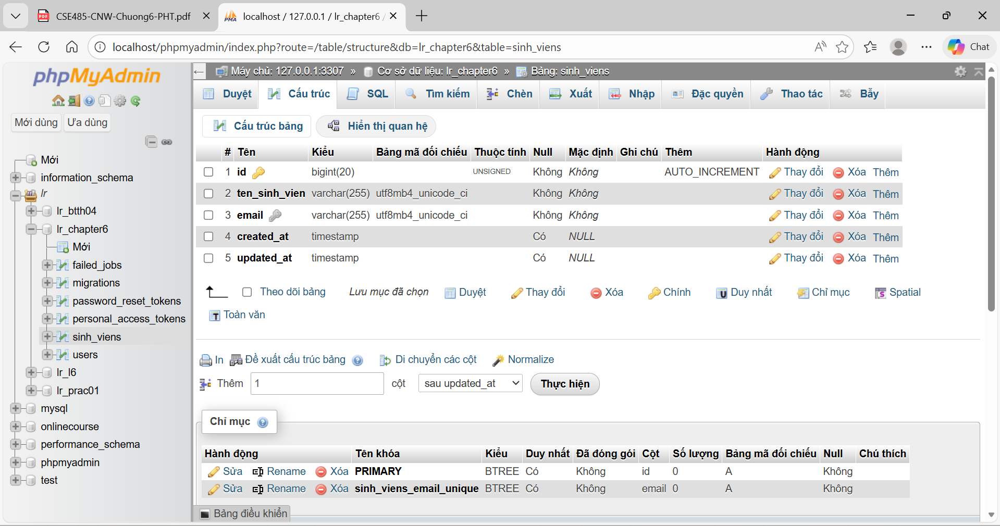 CSE485-CNW-Chuong6-PHT.pdf
localhost / 127.0.0.1 / lr_chapter6 /
localhost/phpmyadmin/index.php?route=/table/structure&db=lr_chapter6&table=sinh_viens
Chat
phpMyAdmin
Mới dùng Ưa dùng
Mới
information_schema
lr
lr_btth04
lr_chapter6
Mới
failed_jobs
migrations
password_reset_tokens
personal_access_tokens
sinh_viens
users
lr_l6
lr_prac01
mysql
onlinecourse
performance_schema
phpmyadmin
test
Máy chủ: 127.0.0.1:3307 » Cơ sở dữ liệu: lr_chapter6 » Bảng: sinh_viens
Duyệt Cấu trúc SQL Tìm kiếm Chèn Xuất Nhập Đặc quyền Thao tác Bẫy
Cấu trúc bảng Hiển thị quan hệ
# Tên Kiểu Bảng mã đối chiếu Thuộc tính Null Mặc định Ghi chú Thêm Hành động
1 id bigint(20) UNSIGNED Không Không AUTO_INCREMENT Thay đổi Xóa Thêm
2 ten_sinh_vien varchar(255) utf8mb4_unicode_ci Không Không Thay đổi Xóa Thêm
3 email varchar(255) utf8mb4_unicode_ci Không Không Thay đổi Xóa Thêm
4 created_at timestamp Có NULL Thay đổi Xóa Thêm
5 updated_at timestamp Có NULL Thay đổi Xóa Thêm
Theo dõi bảng Lưu mục đã chọn Duyệt Thay đổi Xóa Chính Duy nhất Chỉ mục Spatial
Toàn văn
In Đề xuất cấu trúc bảng Di chuyển các cột Normalize
Thêm 1 cột sau updated_at Thực hiện
Chỉ mục
Hành động Tên khóa Kiểu Duy nhất Đã đóng gói Cột Số lượng Bảng mã đối chiếu Null Chú thích
Sửa Rename Xóa PRIMARY BTREE Có Không id 0 A Không
Sửa Rename Xóa sinh_viens_email_unique BTREE Có Không email 0 A Không
Bảng điều khiển